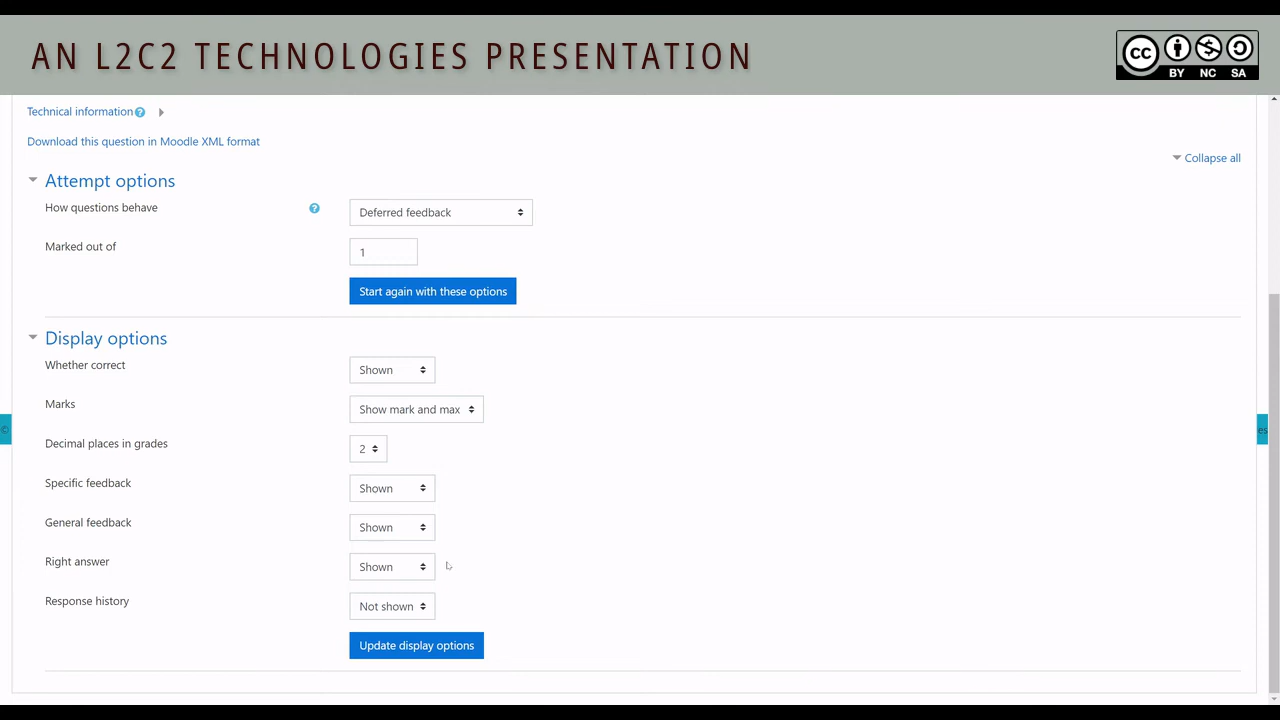 AN L2C2 TECHNOLOGIES PRESENTATION
CC BY NC SA
Technical information
Download this question in Moodle XML format
Collapse all
Attempt options
How questions behave ? Deferred feedback
Marked out of 1
Start again with these options
Display options
Whether correct Shown
Marks Show mark and max
Decimal places in grades 2
Specific feedback Shown
General feedback Shown
Right answer Shown
Response history Not shown
Update display options